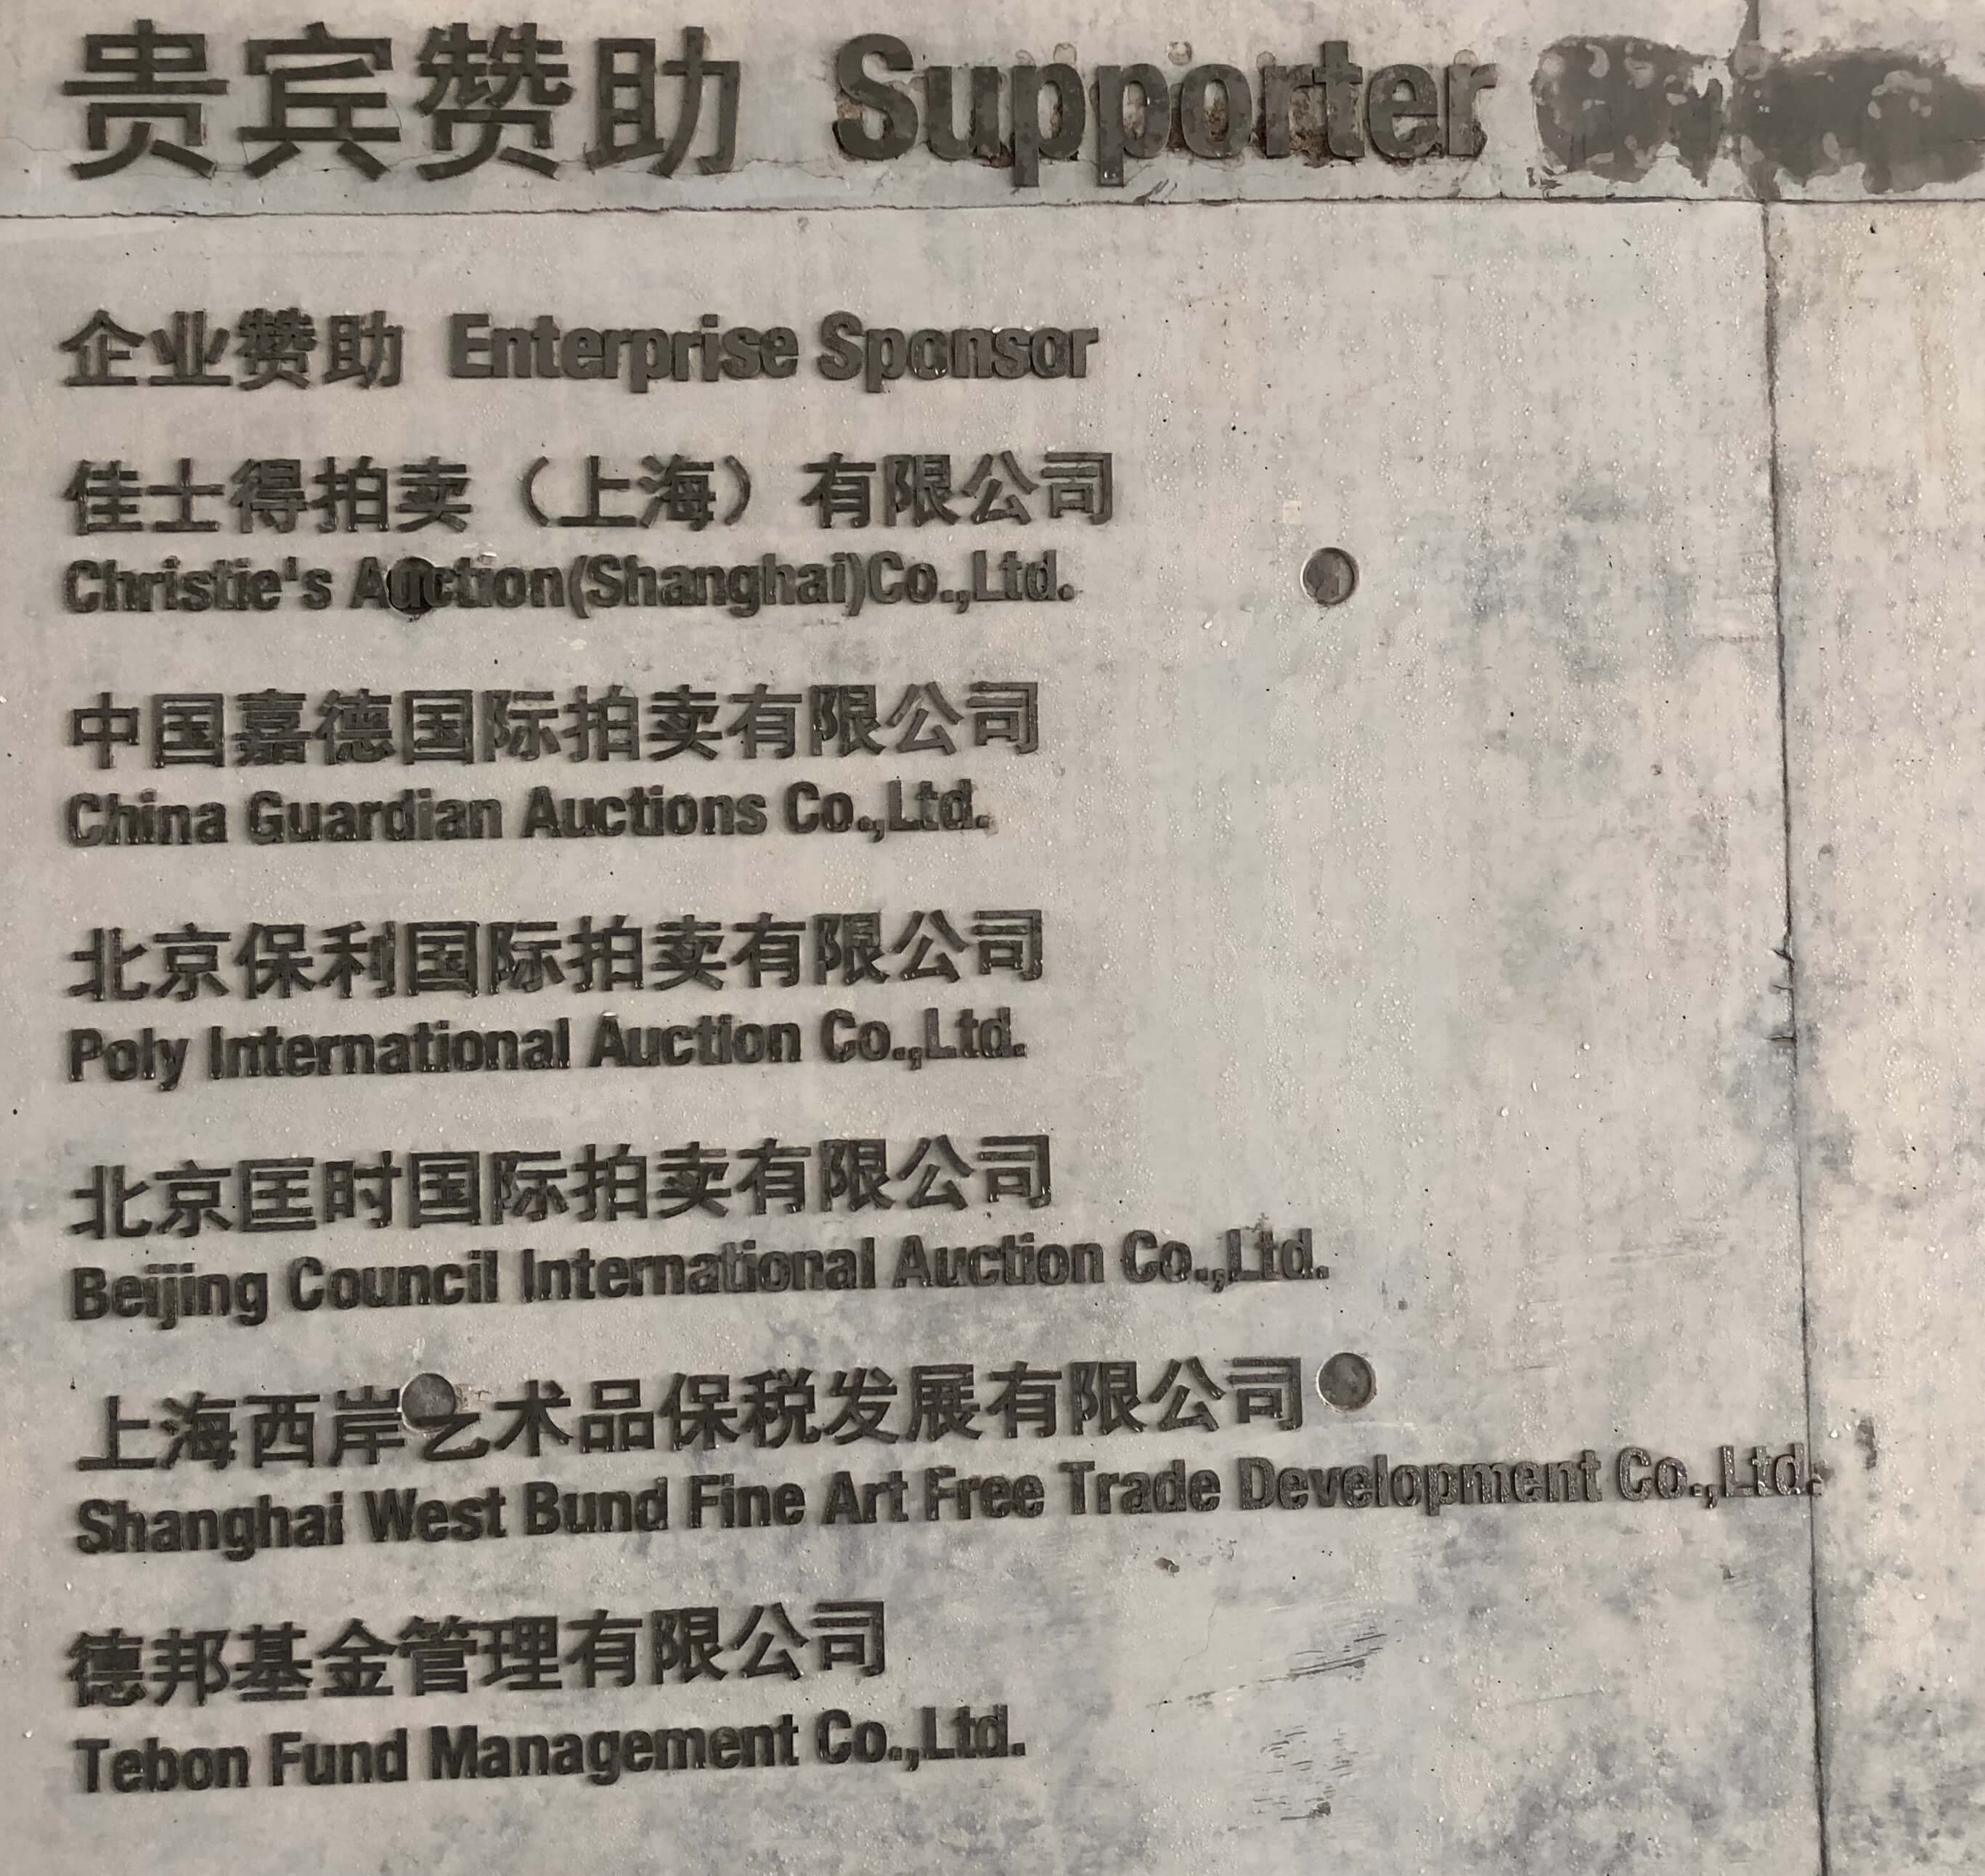 贵宾赞助 Supporter
企业赞助 Enterprise Sponsor
佳士得拍卖（上海）有限公司
Christie's Auction(Shanghai)Co.,Ltd.
中国嘉德国际拍卖有限公司
China Guardian Auctions Co.,Ltd.
北京保利国际拍卖有限公司
Poly International Auction Co.,Ltd.
北京匡时国际拍卖有限公司
Beijing Council International Auction Co.,Ltd.
上海西岸艺术品保税发展有限公司
Shanghai West Bund Fine Art Free Trade Development Co.,Ltd.
德邦基金管理有限公司
Tebon Fund Management Co.,Ltd.